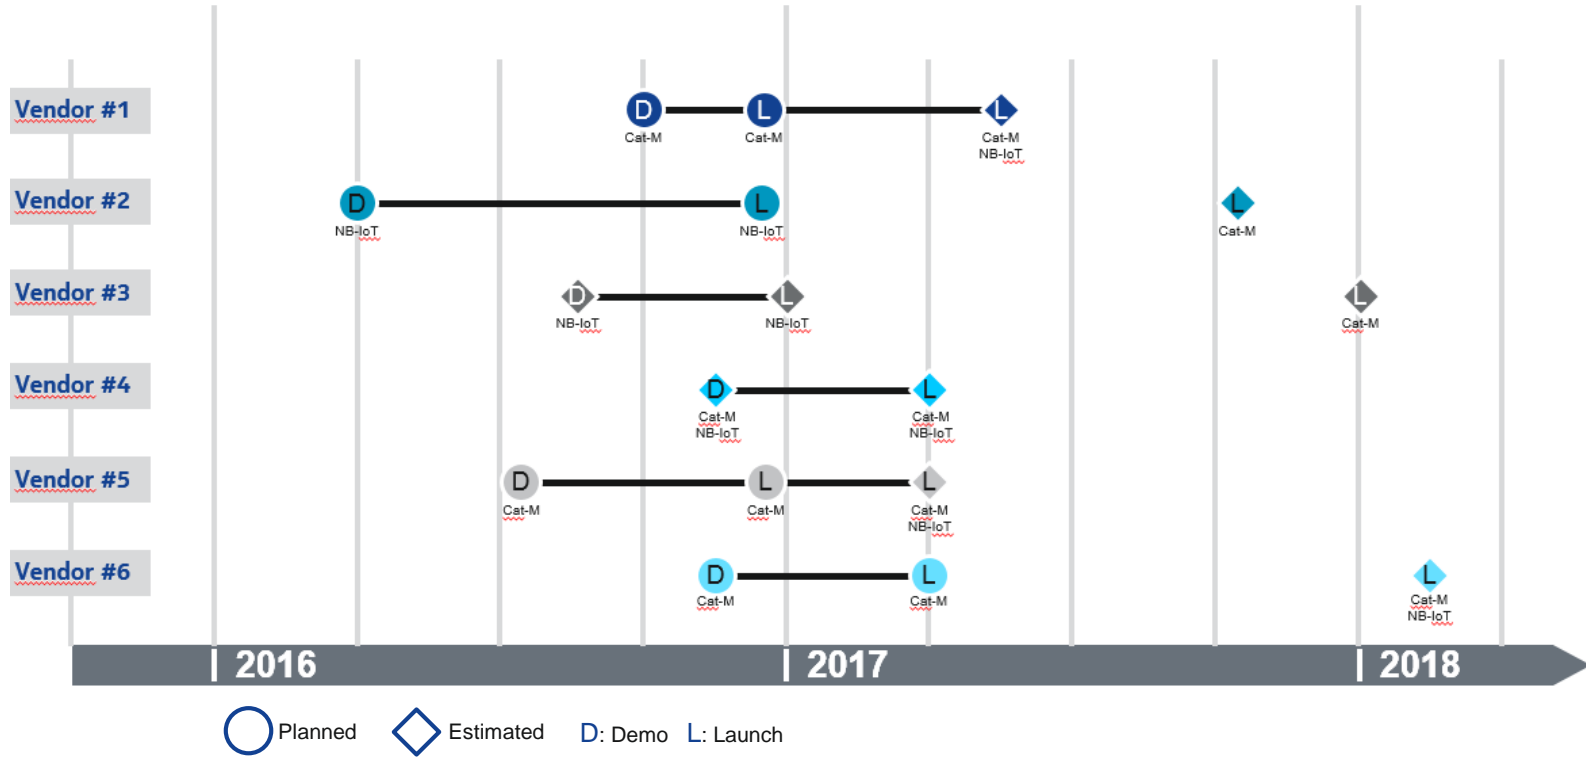 Vendor #1
D
L
L
Cat-M
Cat-M
Cat-M
NB-IoT
Vendor #2
D
L
L
NB-IoT
NB-IoT
Cat-M
Vendor #3
D
L
L
NB-IoT
NB-IoT
Cat-M
Vendor #4
D
L
Cat-M
NB-IoT
Cat-M
NB-IoT
Vendor #5
D
L
L
Cat-M
Cat-M
Cat-M
NB-IoT
Vendor #6
D
L
L
Cat-M
Cat-M
Cat-M
NB-IoT
2016
2017
2018
Planned
Estimated
D: Demo
L: Launch